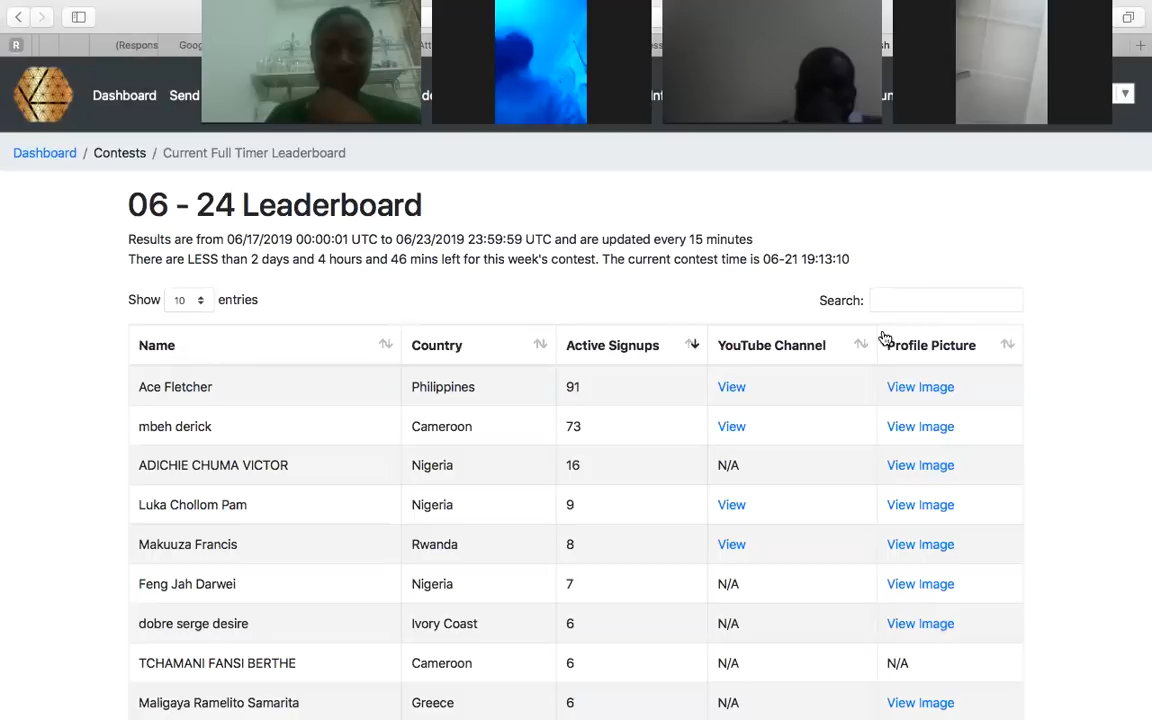 R (Respons
Dashboard Send
Dashboard / Contests / Current Full Timer Leaderboard
06 - 24 Leaderboard
Results are from 06/17/2019 00:00:01 UTC to 06/23/2019 23:59:59 UTC and are updated every 15 minutes
There are LESS than 2 days and 4 hours and 46 mins left for this week's contest. The current contest time is 06-21 19:13:10
Show 10 entries Search:
Name Country Active Signups YouTube Channel Profile Picture
Ace Fletcher Philippines 91 View View Image
mbeh derick Cameroon 73 View View Image
ADICHIE CHUMA VICTOR Nigeria 16 N/A View Image
Luka Chollom Pam Nigeria 9 View View Image
Makuuza Francis Rwanda 8 View View Image
Feng Jah Darwei Nigeria 7 N/A View Image
dobre serge desire Ivory Coast 6 N/A View Image
TCHAMANI FANSI BERTHE Cameroon 6 N/A N/A
Maligaya Ramelito Samarita Greece 6 N/A View Image